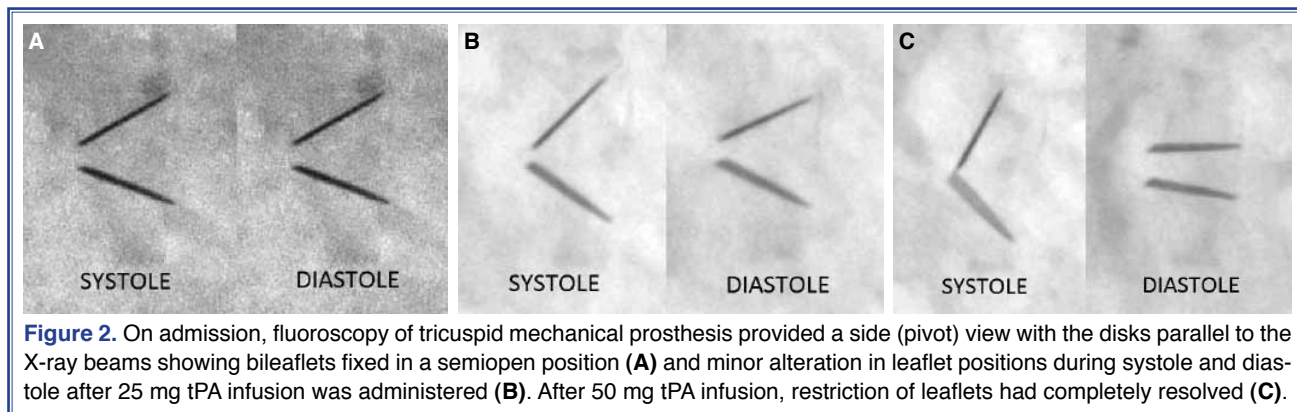 A
B
C
SYSTOLE
DIASTOLE
SYSTOLE
DIASTOLE
SYSTOLE
DIASTOLE
Figure 2. On admission, fluoroscopy of tricuspid mechanical prosthesis provided a side (pivot) view with the disks parallel to the
X-ray beams showing bileaflets fixed in a semiopen position (A) and minor alteration in leaflet positions during systole and dias-
tole after 25 mg tPA infusion was administered (B). After 50 mg tPA infusion, restriction of leaflets had completely resolved (C).